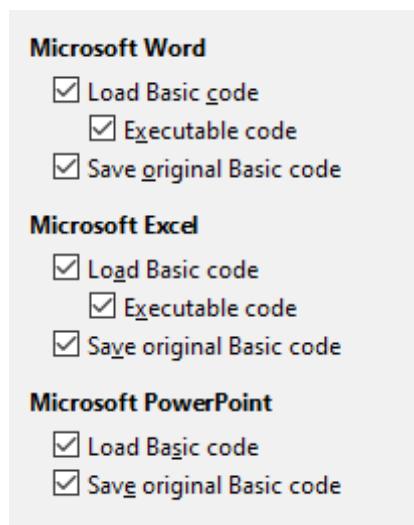 Microsoft Word
Load Basic code
Executable code
Save original Basic code
Microsoft Excel
Load Basic code
Executable code
Save original Basic code
Microsoft PowerPoint
Load Basic code
Save original Basic code